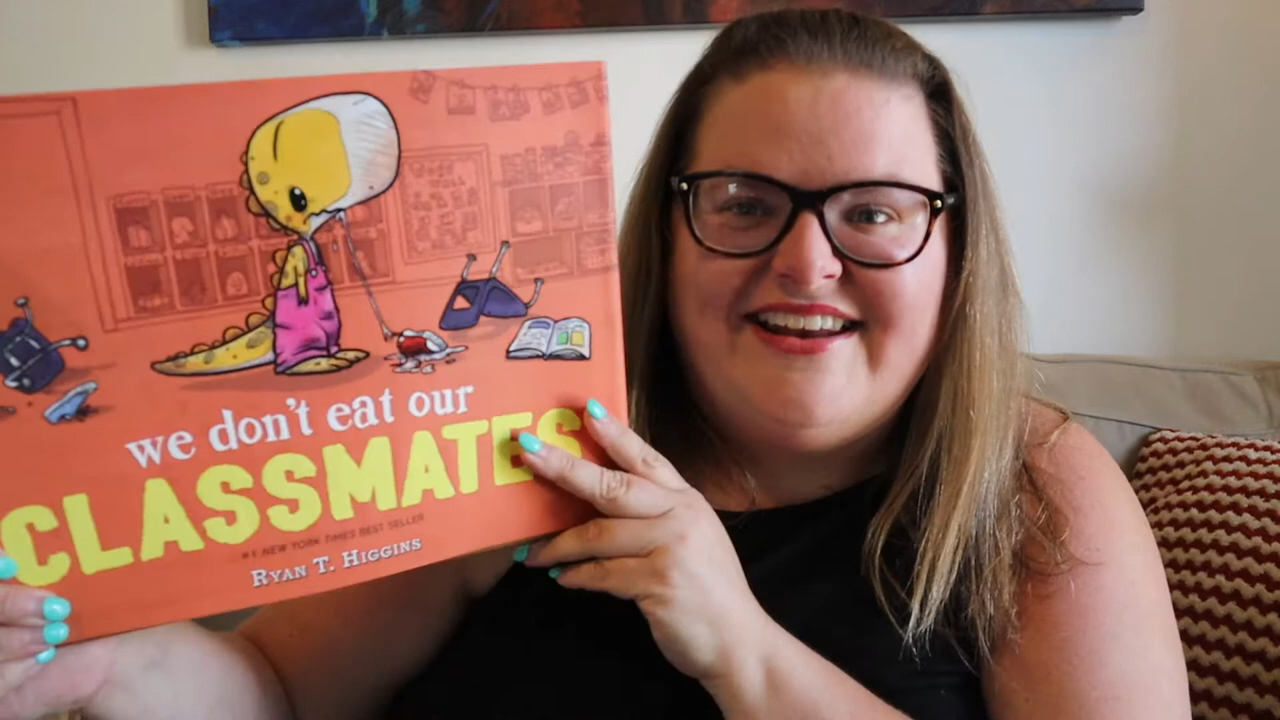 we don't eat our
CLASSMATES
#1 NEW YORK TIMES BEST SELLER
RYAN T. HIGGINS